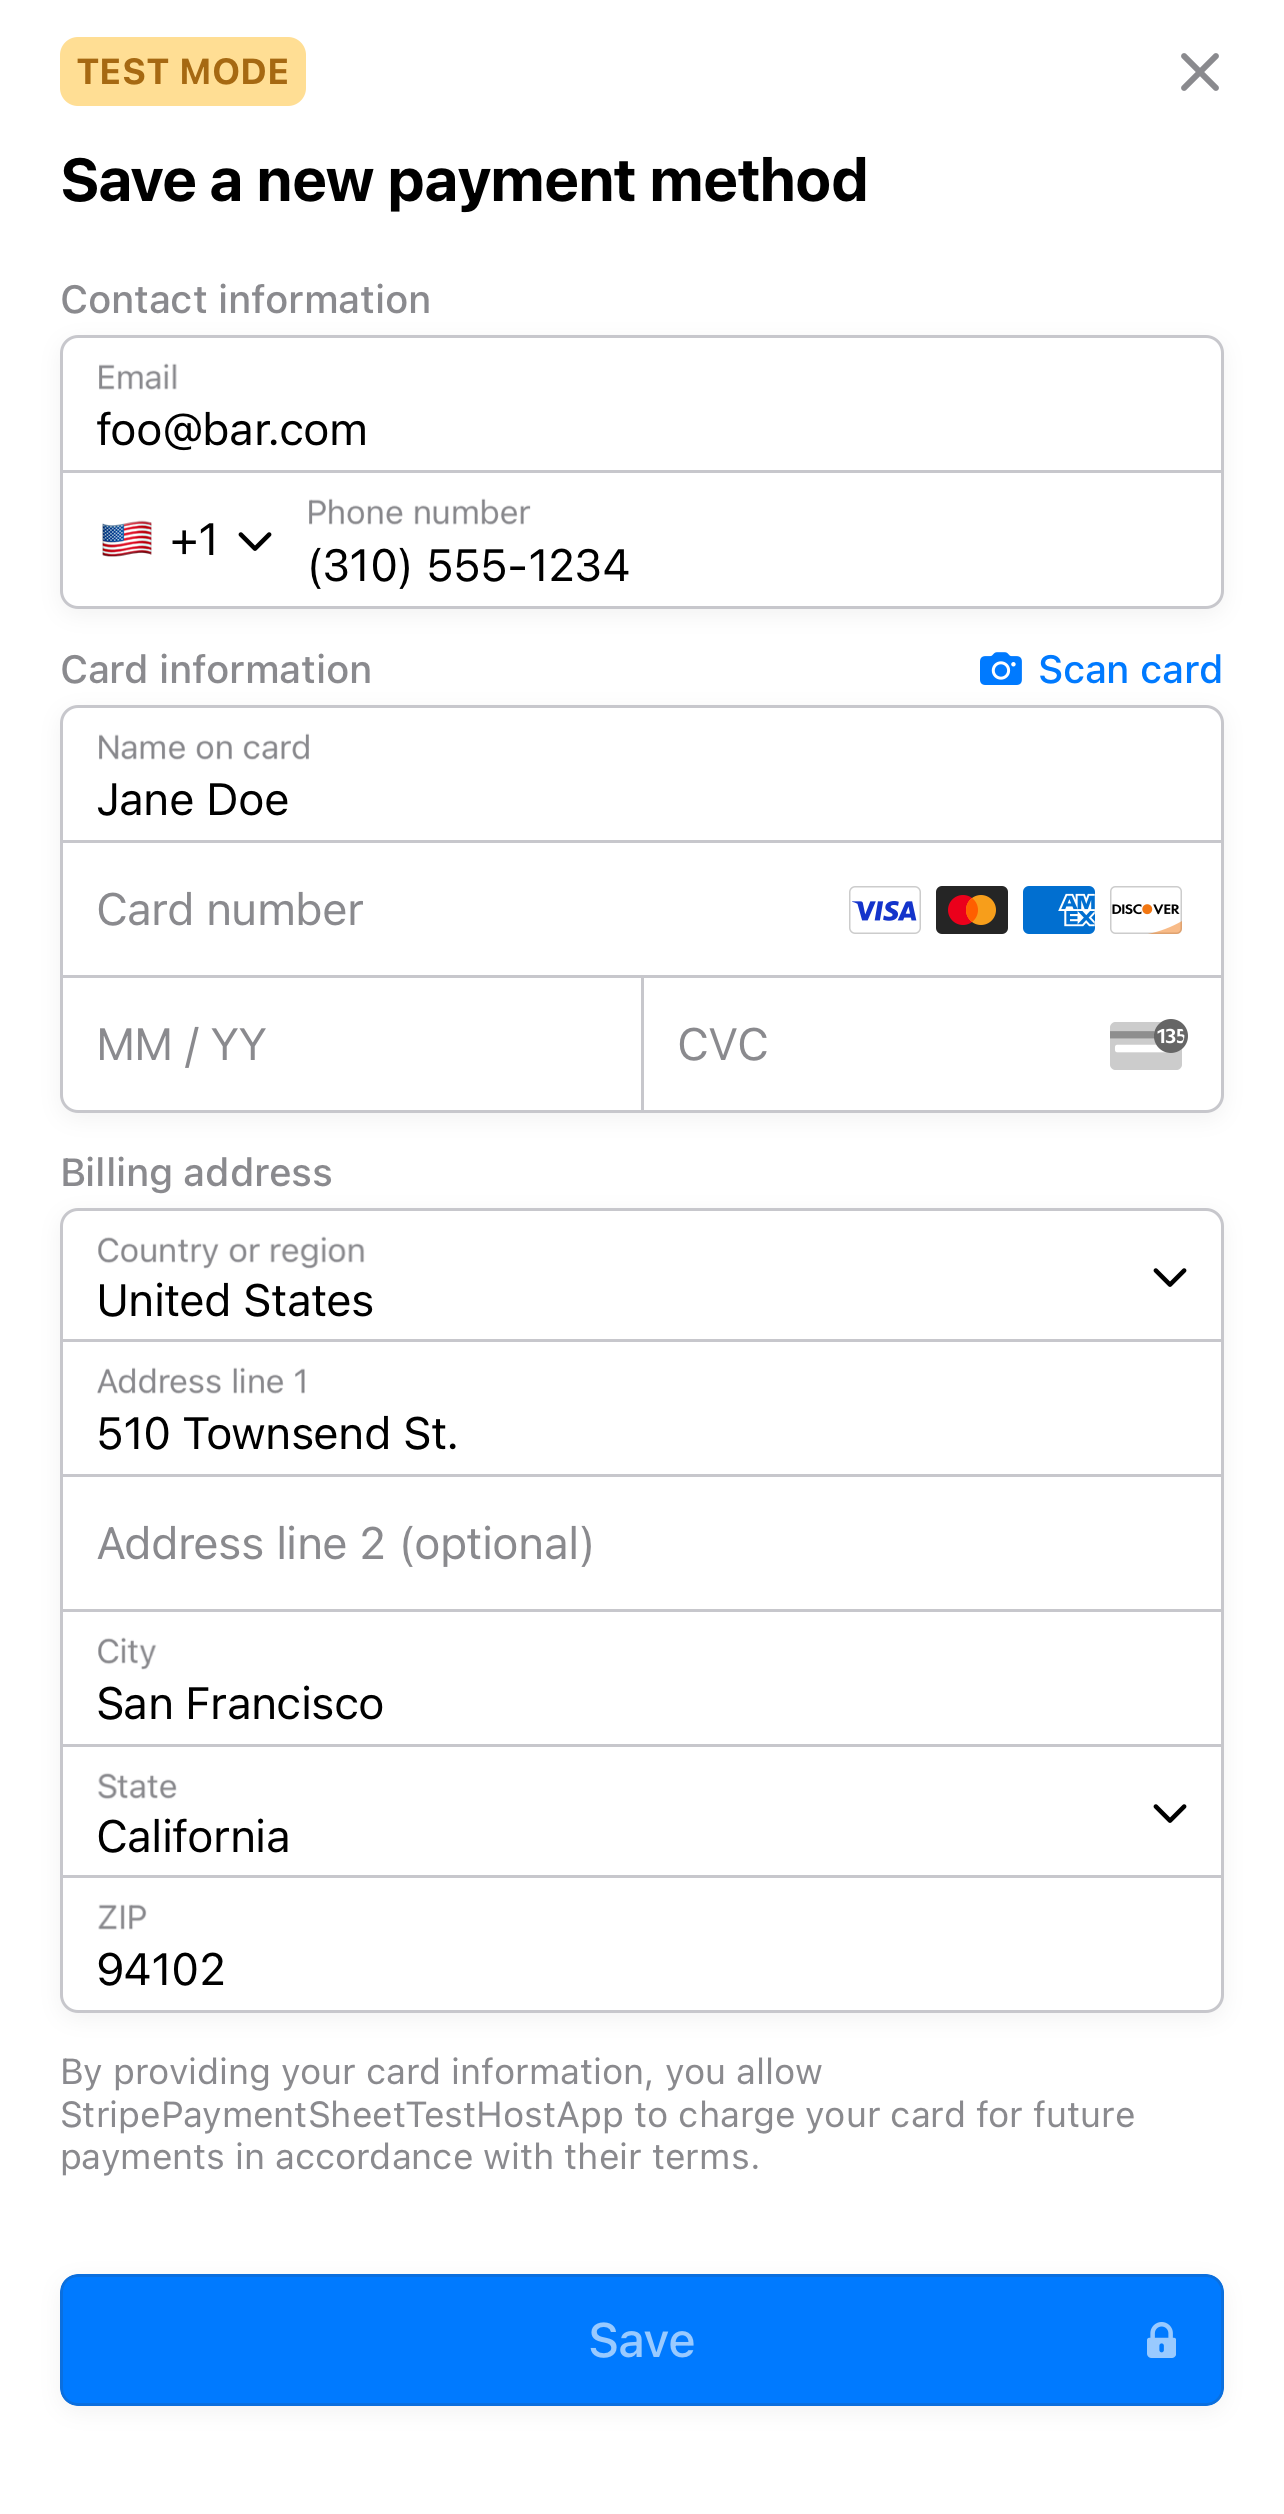 TEST MODE
Save a new payment method
Contact information
Email
foo@bar.com
+1
Phone number
(310) 555-1234
Card information
Scan card
Name on card
Jane Doe
Card number
VISA
AM
EX
DISCOVER
MM / YY
CVC
135
Billing address
Country or region
United States
Address line 1
510 Townsend St.
Address line 2 (optional)
City
San Francisco
State
California
ZIP
94102
By providing your card information, you allow
StripePaymentSheetTestHostApp to charge your card for future
payments in accordance with their terms.
Save